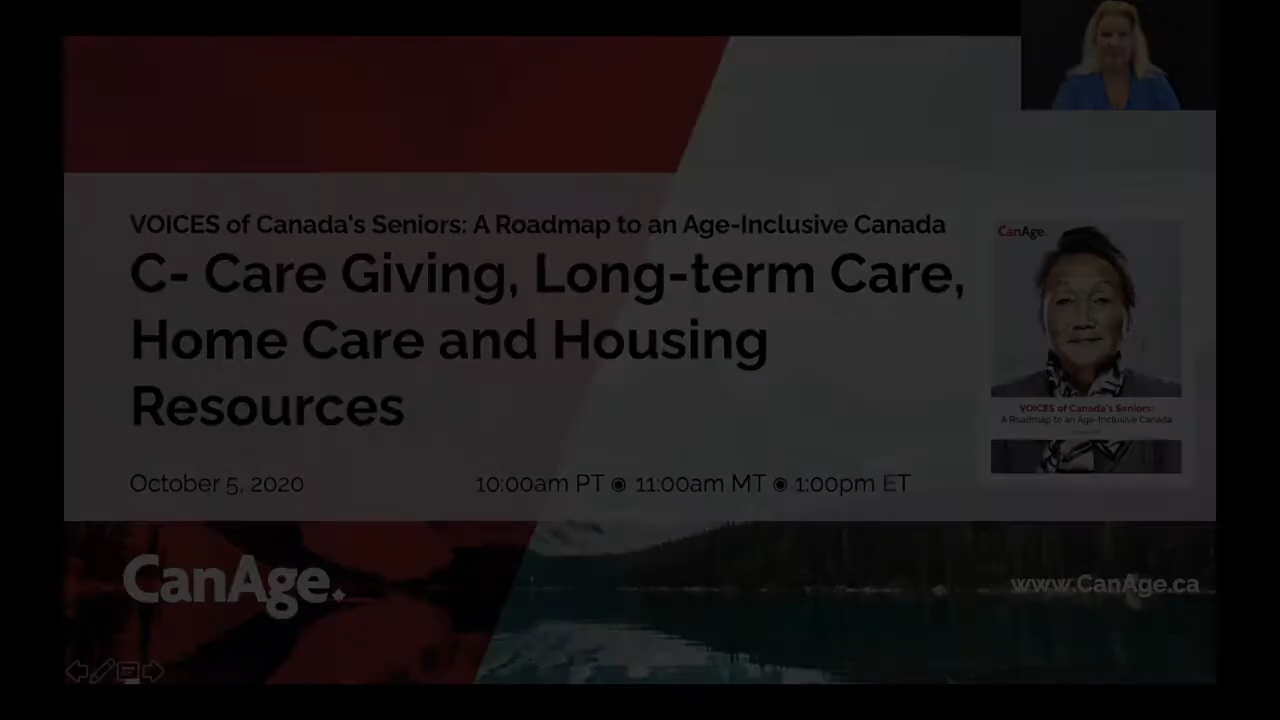 VOICES of Canada's Seniors: A Roadmap to an Age-Inclusive Canada
C- Care Giving, Long-term Care,
Home Care and Housing
Resources
October 5, 2020
10:00am PT ◉ 11:00am MT ◉ 1:00pm ET
CanAge.
VOICES of Canada's Seniors:
A Roadmap to an Age-Inclusive Canada
CanAge.
www.CanAge.ca